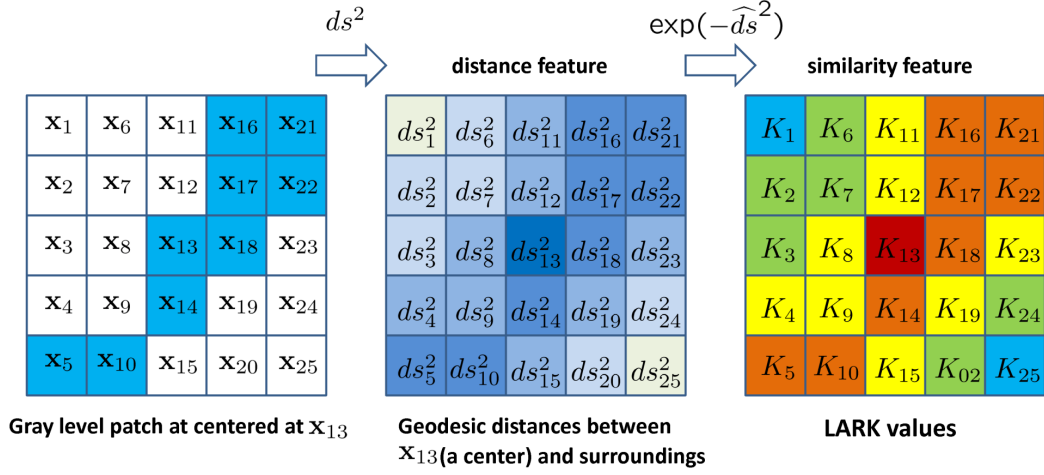 ds² exp(−d͡s²)
distance feature similarity feature
x₁ x₆ x₁₁ x₁₆ x₂₁ ds²₁ ds²₆ ds²₁₁ ds²₁₆ ds²₂₁ K₁ K₆ K₁₁ K₁₆ K₂₁
x₂ x₇ x₁₂ x₁₇ x₂₂ ds²₂ ds²₇ ds²₁₂ ds²₁₇ ds²₂₂ K₂ K₇ K₁₂ K₁₇ K₂₂
x₃ x₈ x₁₃ x₁₈ x₂₃ ds²₃ ds²₈ ds²₁₃ ds²₁₈ ds²₂₃ K₃ K₈ K₁₃ K₁₈ K₂₃
x₄ x₉ x₁₄ x₁₉ x₂₄ ds²₄ ds²₉ ds²₁₄ ds²₁₉ ds²₂₄ K₄ K₉ K₁₄ K₁₉ K₂₄
x₅ x₁₀ x₁₅ x₂₀ x₂₅ ds²₅ ds²₁₀ ds²₁₅ ds²₂₀ ds²₂₅ K₅ K₁₀ K₁₅ K₀₂ K₂₅
Gray level patch at centered at x₁₃
Geodesic distances between
x₁₃(a center) and surroundings
LARK values